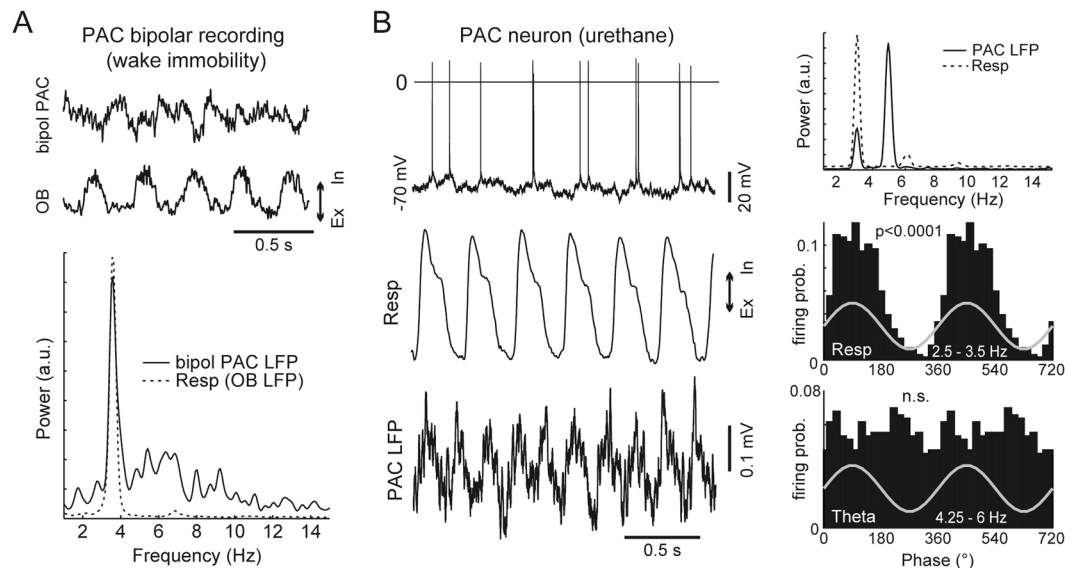 A
PAC bipolar recording
(wake immobility)
bipol PAC
OB
Ex In
0.5 s
Power (a.u.)
bipol PAC LFP
Resp (OB LFP)
2 4 6 8 10 12 14
Frequency (Hz)
B
PAC neuron (urethane)
0
-70 mV
20 mV
Resp
Ex In
PAC LFP
0.1 mV
0.5 s
Power (a.u.)
PAC LFP
Resp
2 4 6 8 10 12 14
Frequency (Hz)
firing prob.
0.1
0
p<0.0001
Resp
2.5 - 3.5 Hz
0 180 360 540 720
firing prob.
0.08
0
n.s.
Theta
4.25 - 6 Hz
0 180 360 540 720
Phase (°)